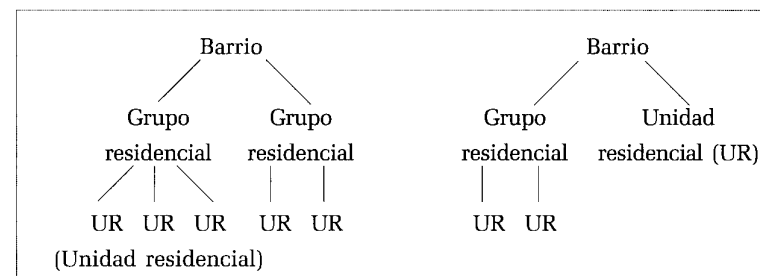 Barrio Barrio
Grupo Grupo Grupo Unidad
residencial residencial residencial residencial (UR)
UR UR UR UR UR UR UR
(Unidad residencial)